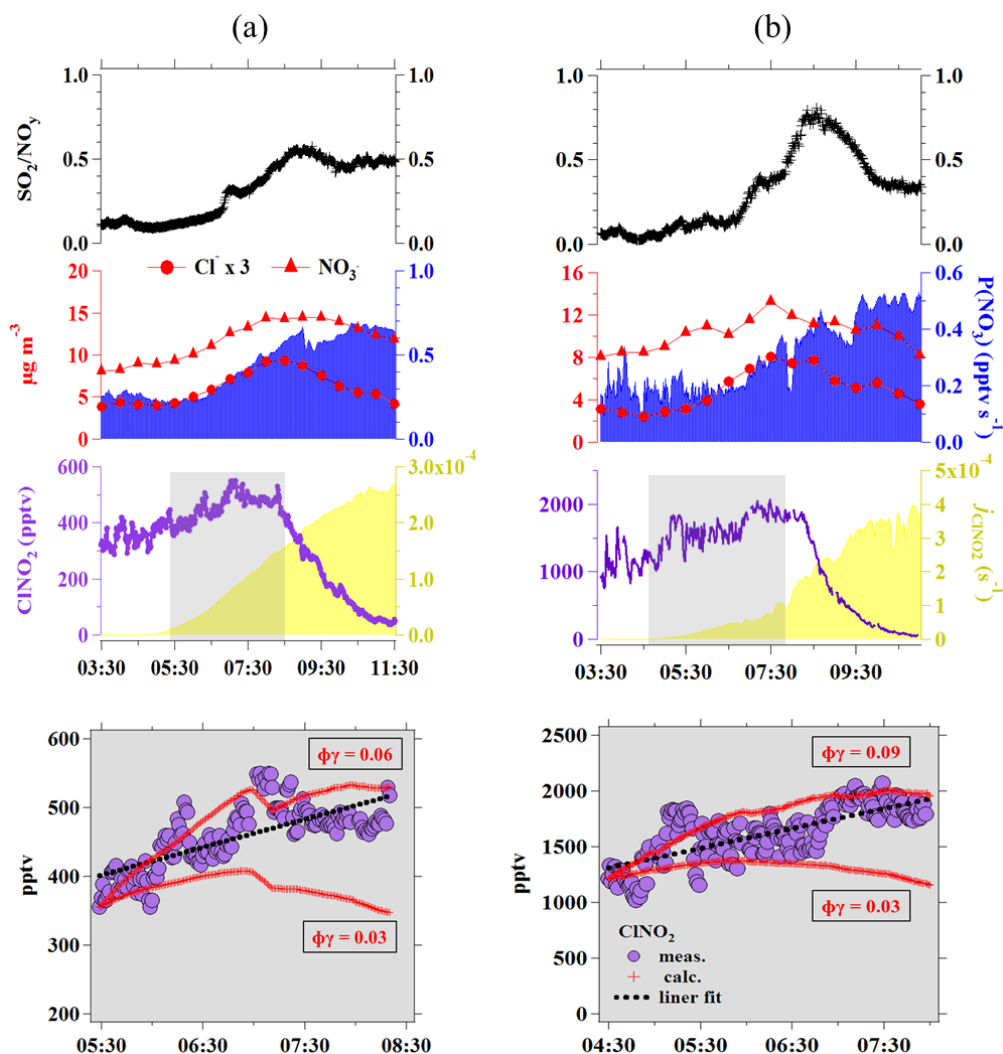 (a) (b)
1.0 1.0 1.0 1.0
SO2/NOy
0.5 0.5 0.5 0.5
0.0 0.0 0.0 0.0
Cl- x 3 NO3-
20 1.0 16 0.6
15 12 0.4
µg m-3
10 0.5 8 P(NO3) (pptv s-1)
5 4 0.2
0 0.0 0 0.0
600 3.0x10-4 5x10-4
400 2.0 2000 4
ClNO2 (pptv) 3 jClNO2 (s-1)
200 1.0 1000 2
1
0 0.0 0 0
03:30 05:30 07:30 09:30 11:30 03:30 05:30 07:30 09:30
600 2500
ϕγ = 0.06 ϕγ = 0.09
500 2000
pptv 400 pptv 1500
ϕγ = 0.03 1000 ϕγ = 0.03
300 ClNO2
500 meas.
calc.
liner fit
200 0
05:30 06:30 07:30 08:30 04:30 05:30 06:30 07:30